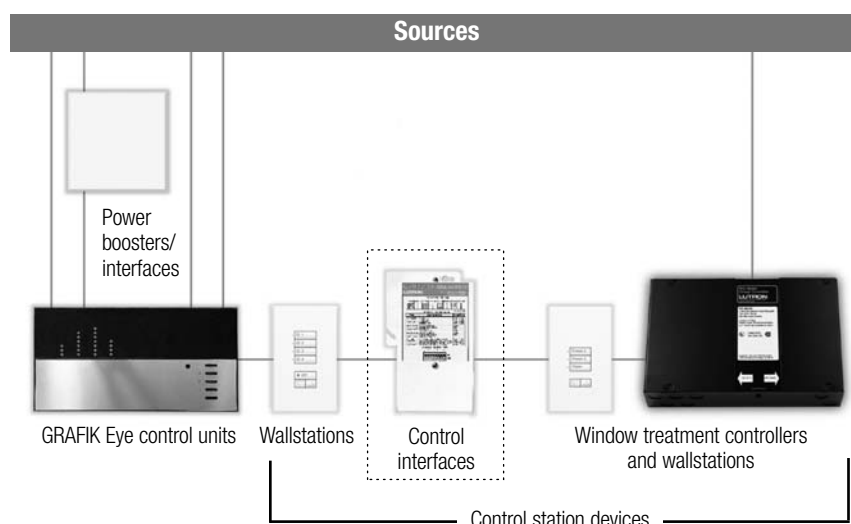 Sources
Power
boosters/
interfaces
LUTRON
GRAFIK Eye control units
Wallstations
Control
interfaces
Window treatment controllers
and wallstations
Control station devices